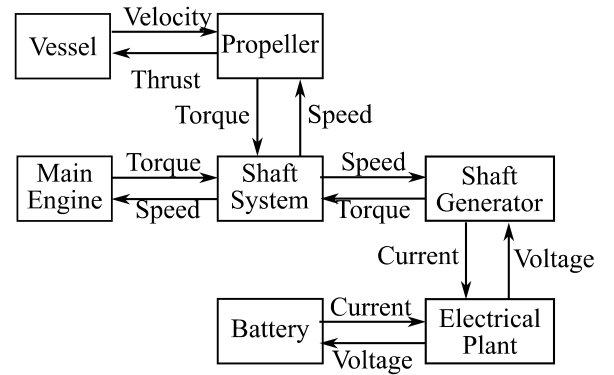 Velocity
Vessel
Propeller
Thrust
Torque
Speed
Main
Engine
Torque
Speed
Shaft
System
Speed
Torque
Shaft
Generator
Current
Voltage
Battery
Current
Voltage
Electrical
Plant